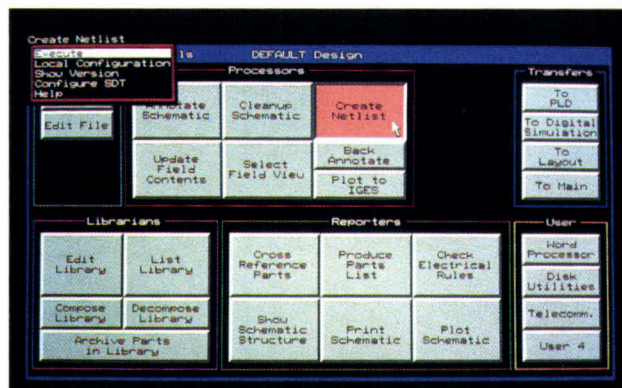 Create Netlist
Execute
Local Configuration
Show Version
Configure SDT
Help
ls DEFAULT Design
Processors
Transfers
Edit File
Annotate
Schematic
Cleanup
Schematic
Create
Netlist
Update
Field
Contents
Select
Field View
Back
Annotate
Plot to
IGES
To
PLD
To Digital
Simulation
To
Layout
To Main
Librarians
Edit
Library
List
Library
Compose
Library
Decompose
Library
Archive Parts
in Library
Reporters
Cross
Reference
Parts
Produce
Parts
List
Check
Electrical
Rules
Show
Schematic
Structure
Print
Schematic
Plot
Schematic
User
Word
Processor
Disk
Utilities
Telecomm.
User 4